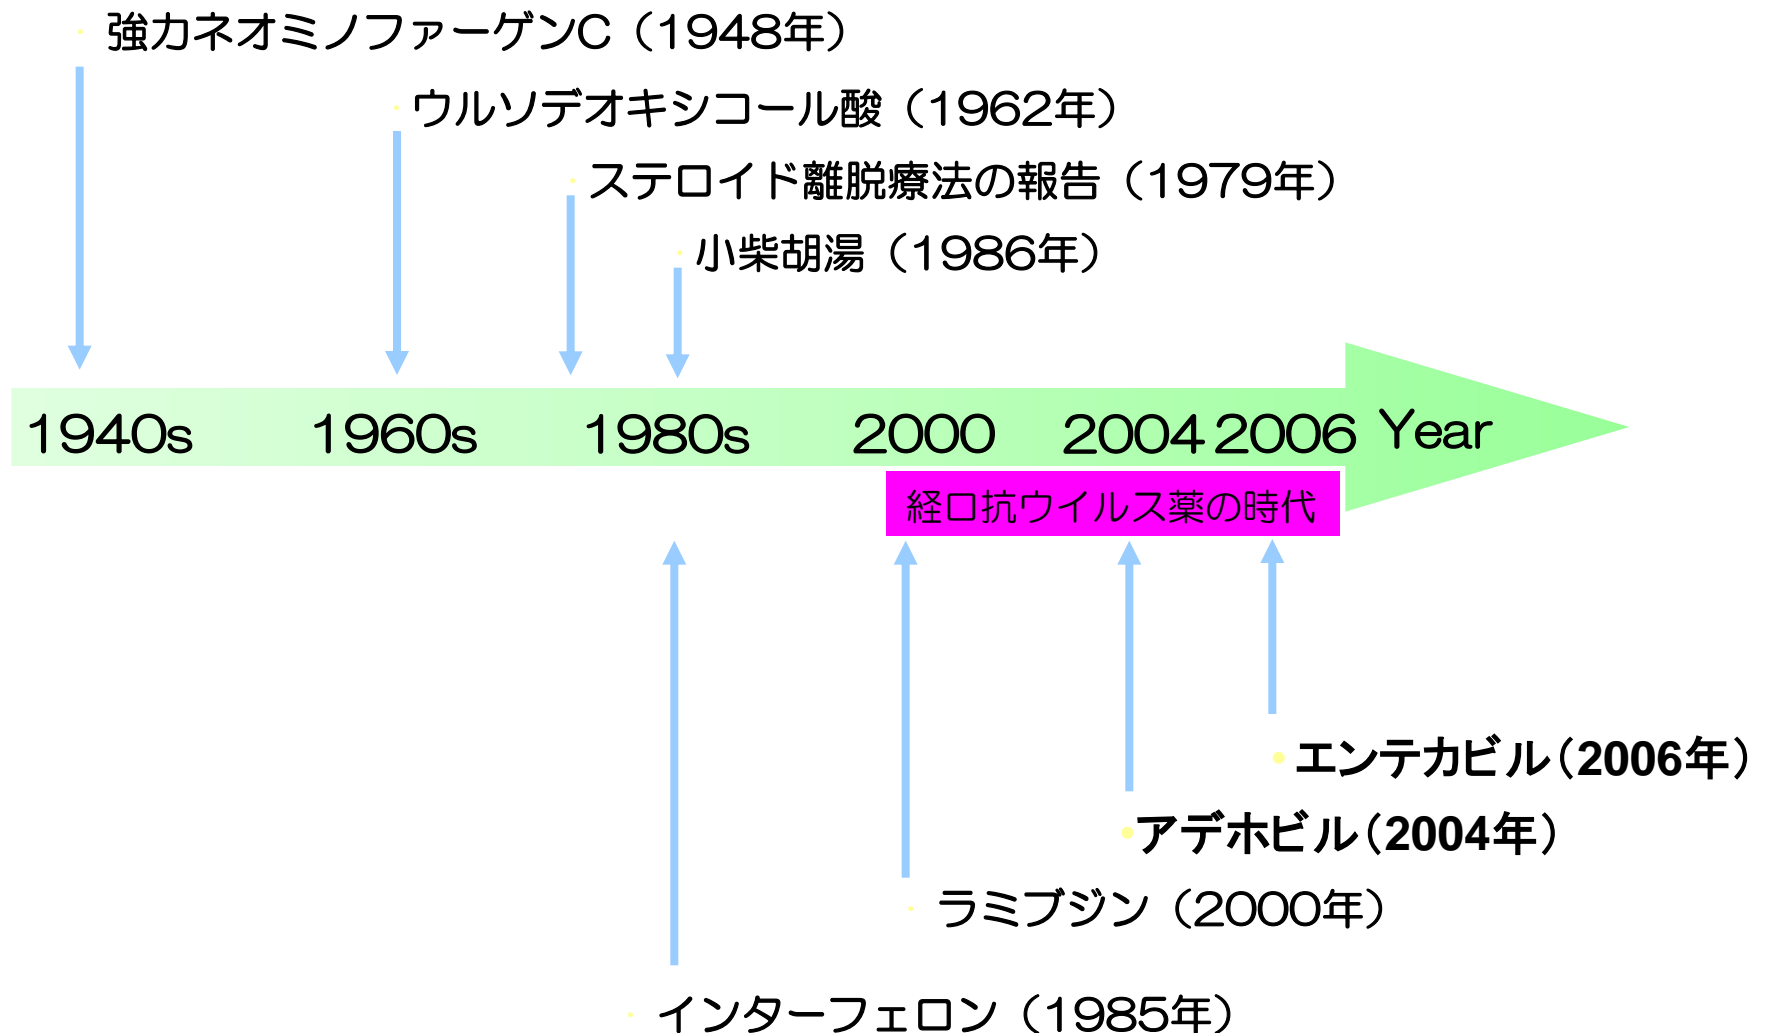 強力ネオミノファーゲンC（1948年）
ウルソデオキシコール酸（1962年）
ステロイド離脱療法の報告（1979年）
小柴胡湯（1986年）
1940s 1960s 1980s 2000 2004 2006 Year
経口抗ウイルス薬の時代
エンテカビル（2006年）
アデホビル（2004年）
ラミブジン（2000年）
インターフェロン（1985年）